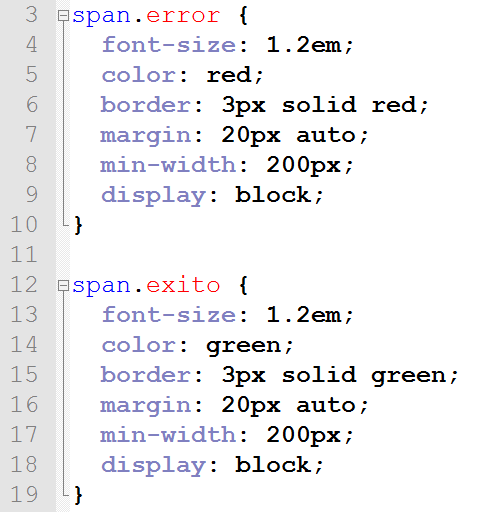 3 span.error {
4 font-size: 1.2em;
5 color: red;
6 border: 3px solid red;
7 margin: 20px auto;
8 min-width: 200px;
9 display: block;
10 }
11
12 span.exito {
13 font-size: 1.2em;
14 color: green;
15 border: 3px solid green;
16 margin: 20px auto;
17 min-width: 200px;
18 display: block;
19 }